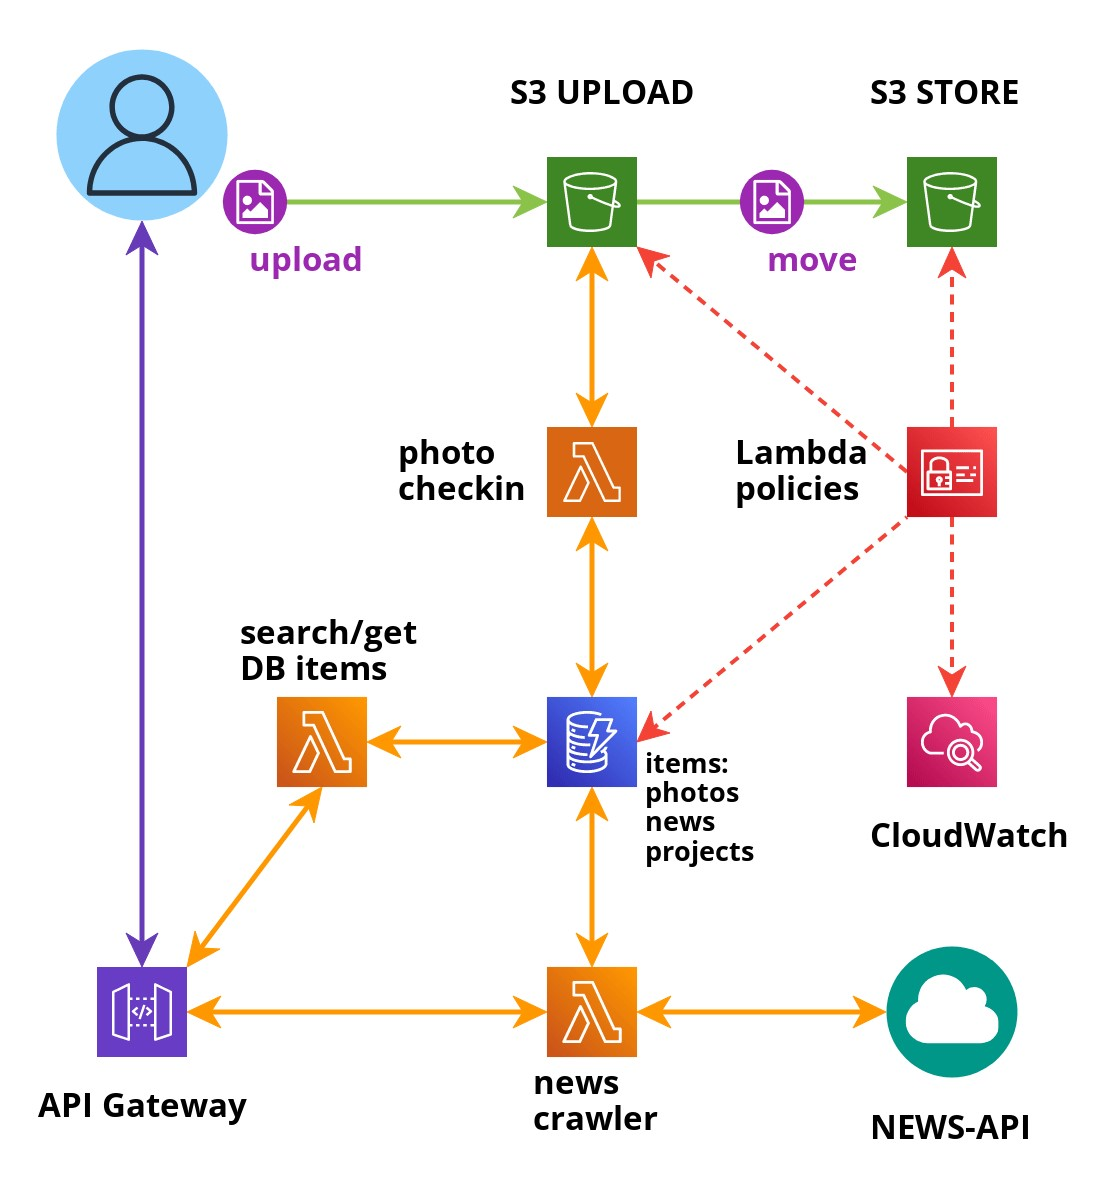 S3 UPLOAD
S3 STORE
upload
move
photo
checkin
Lambda
policies
search/get
DB items
items:
photos
news
projects
CloudWatch
</>
API Gateway
news
crawler
NEWS-API